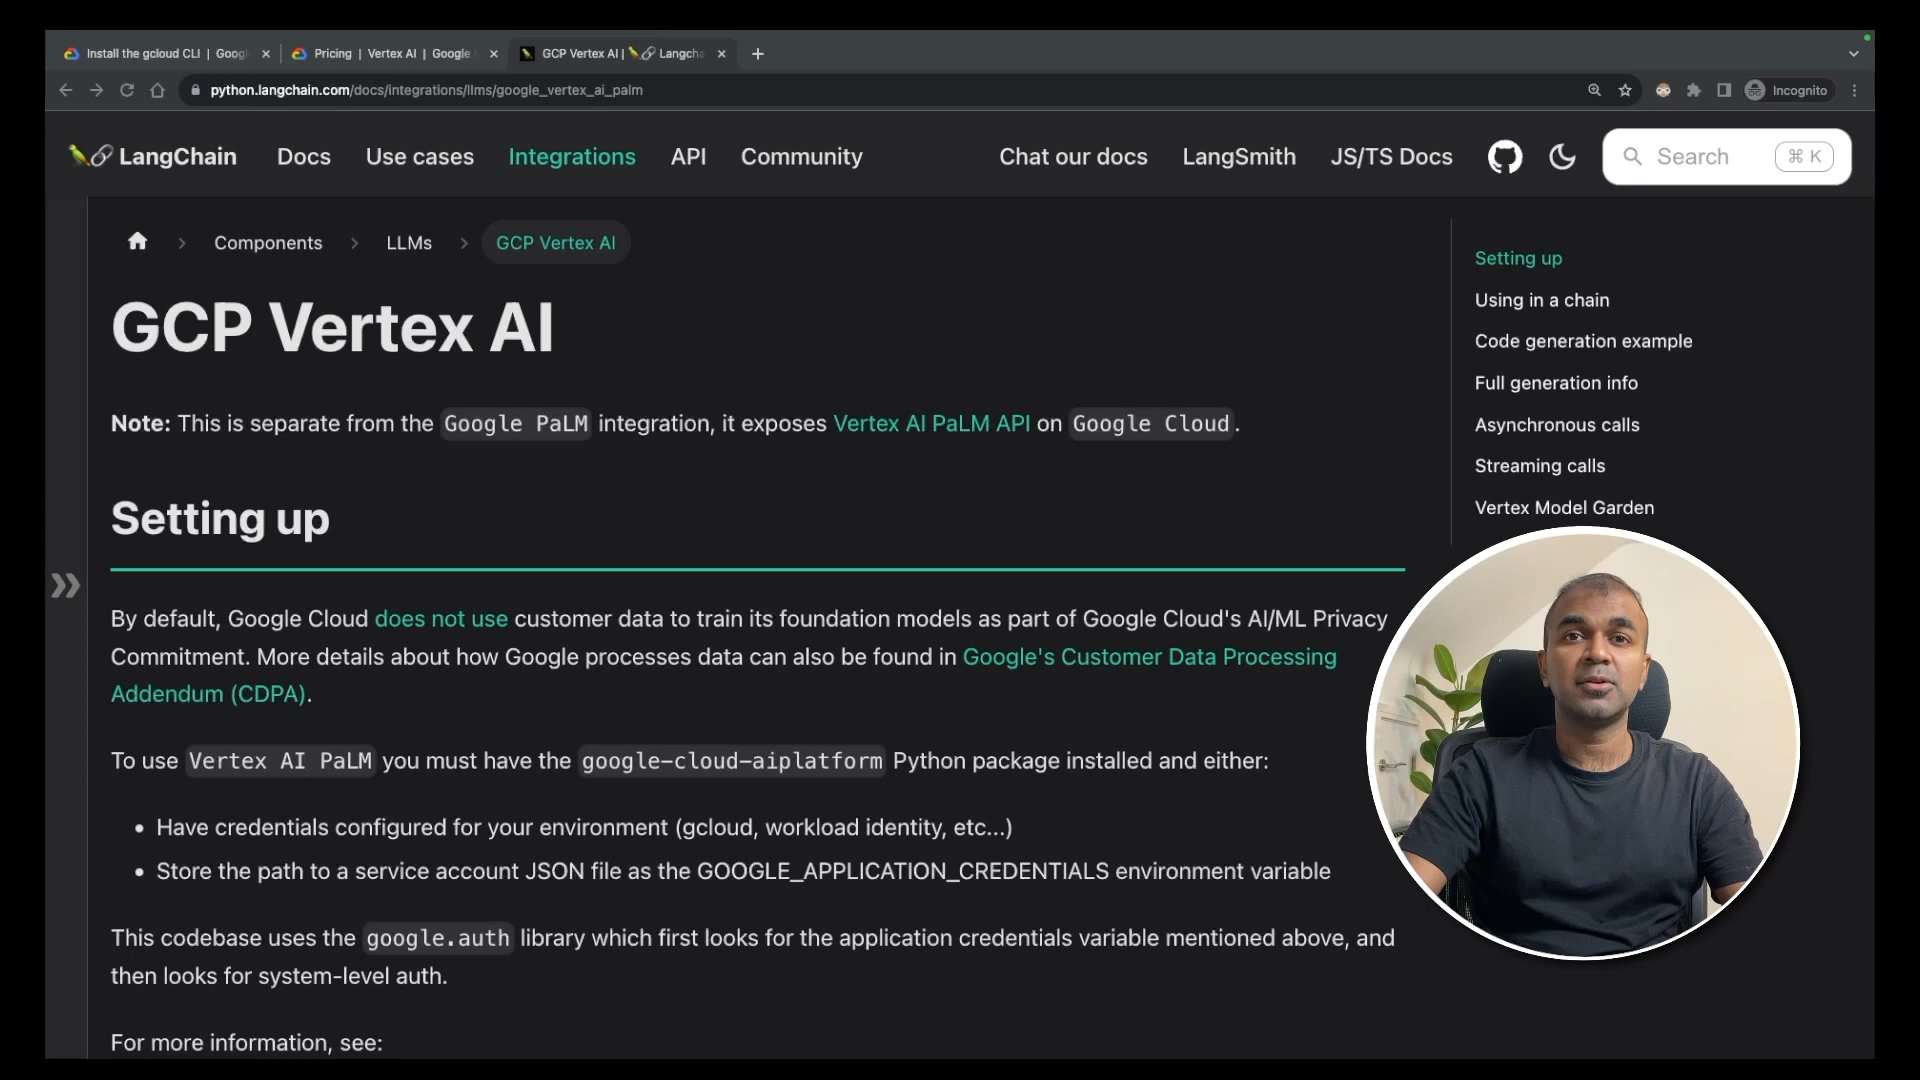 Install the gcloud CLI | Goog
Pricing | Vertex AI | Google
GCP Vertex AI | Langcha
python.langchain.com/docs/integrations/llms/google_vertex_ai_palm
Incognito
LangChain
Docs
Use cases
Integrations
API
Community
Chat our docs
LangSmith
JS/TS Docs
Search
⌘ K
Components
LLMs
GCP Vertex AI
GCP Vertex AI
Note: This is separate from the Google PaLM integration, it exposes Vertex AI PaLM API on Google Cloud.
Setting up
By default, Google Cloud does not use customer data to train its foundation models as part of Google Cloud's AI/ML Privacy
Commitment. More details about how Google processes data can also be found in Google's Customer Data Processing
Addendum (CDPA).
To use Vertex AI PaLM you must have the google-cloud-aiplatform Python package installed and either:
• Have credentials configured for your environment (gcloud, workload identity, etc...)
• Store the path to a service account JSON file as the GOOGLE_APPLICATION_CREDENTIALS environment variable
This codebase uses the google.auth library which first looks for the application credentials variable mentioned above, and
then looks for system-level auth.
For more information, see:
Setting up
Using in a chain
Code generation example
Full generation info
Asynchronous calls
Streaming calls
Vertex Model Garden